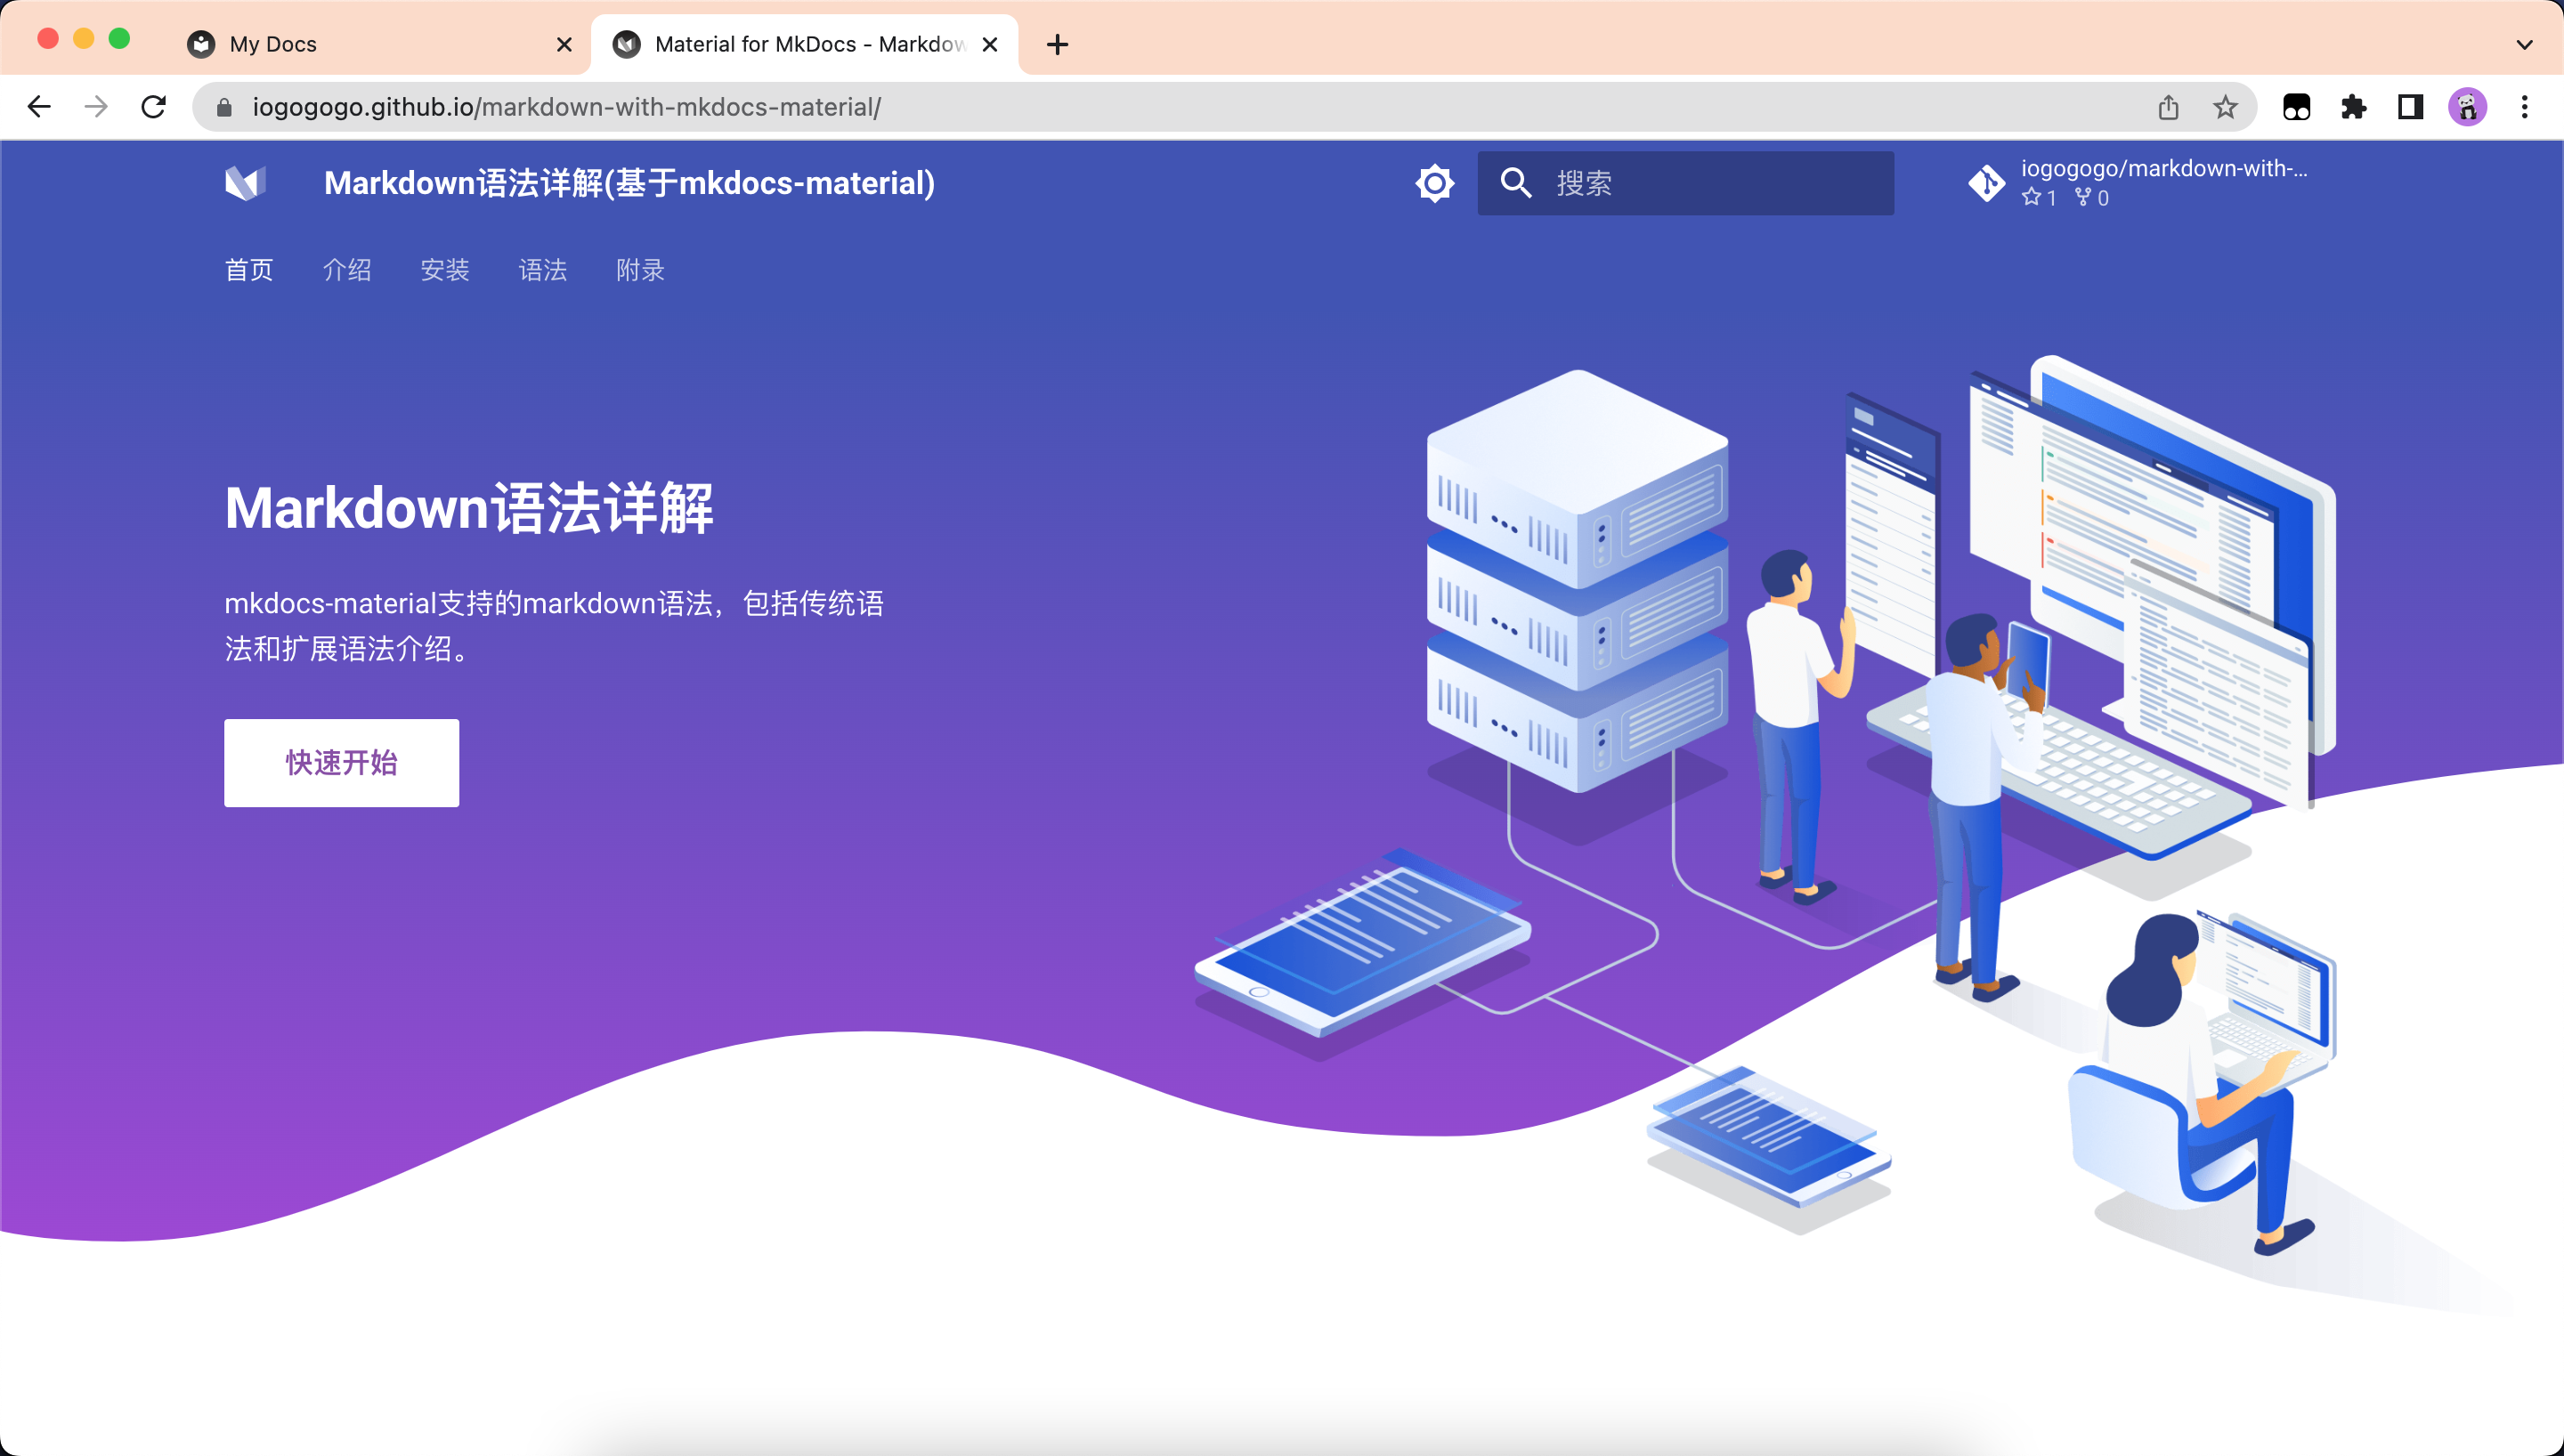 My Docs
Material for MkDocs - Markdow
iogogogo.github.io/markdown-with-mkdocs-material/
Markdown语法详解(基于mkdocs-material)
搜索
iogogogo/markdown-with-...
1 0
首页 介绍 安装 语法 附录
Markdown语法详解
mkdocs-material支持的markdown语法，包括传统语
法和扩展语法介绍。
快速开始